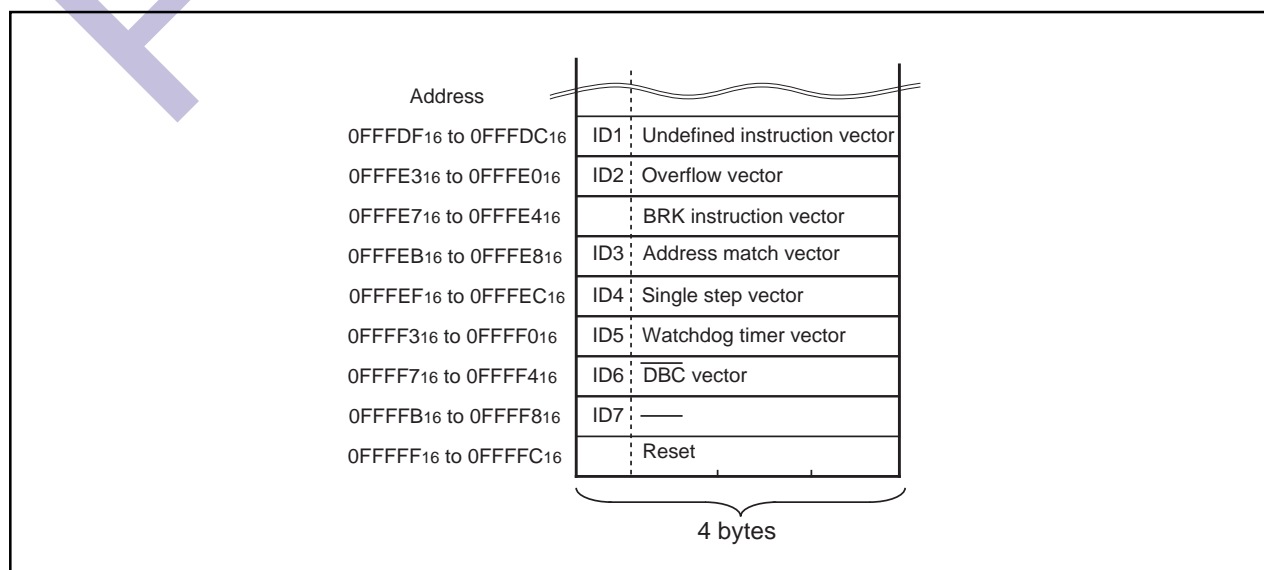 Address
0FFFDF16 to 0FFFDC16 ID1 Undefined instruction vector
0FFFE316 to 0FFFE016 ID2 Overflow vector
0FFFE716 to 0FFFE416 BRK instruction vector
0FFFEB16 to 0FFFE816 ID3 Address match vector
0FFFEF16 to 0FFFEC16 ID4 Single step vector
0FFFF316 to 0FFFF016 ID5 Watchdog timer vector
0FFFF716 to 0FFFF416 ID6 DBC vector
0FFFFB16 to 0FFFF816 ID7 —
0FFFFF16 to 0FFFFC16 Reset
4 bytes